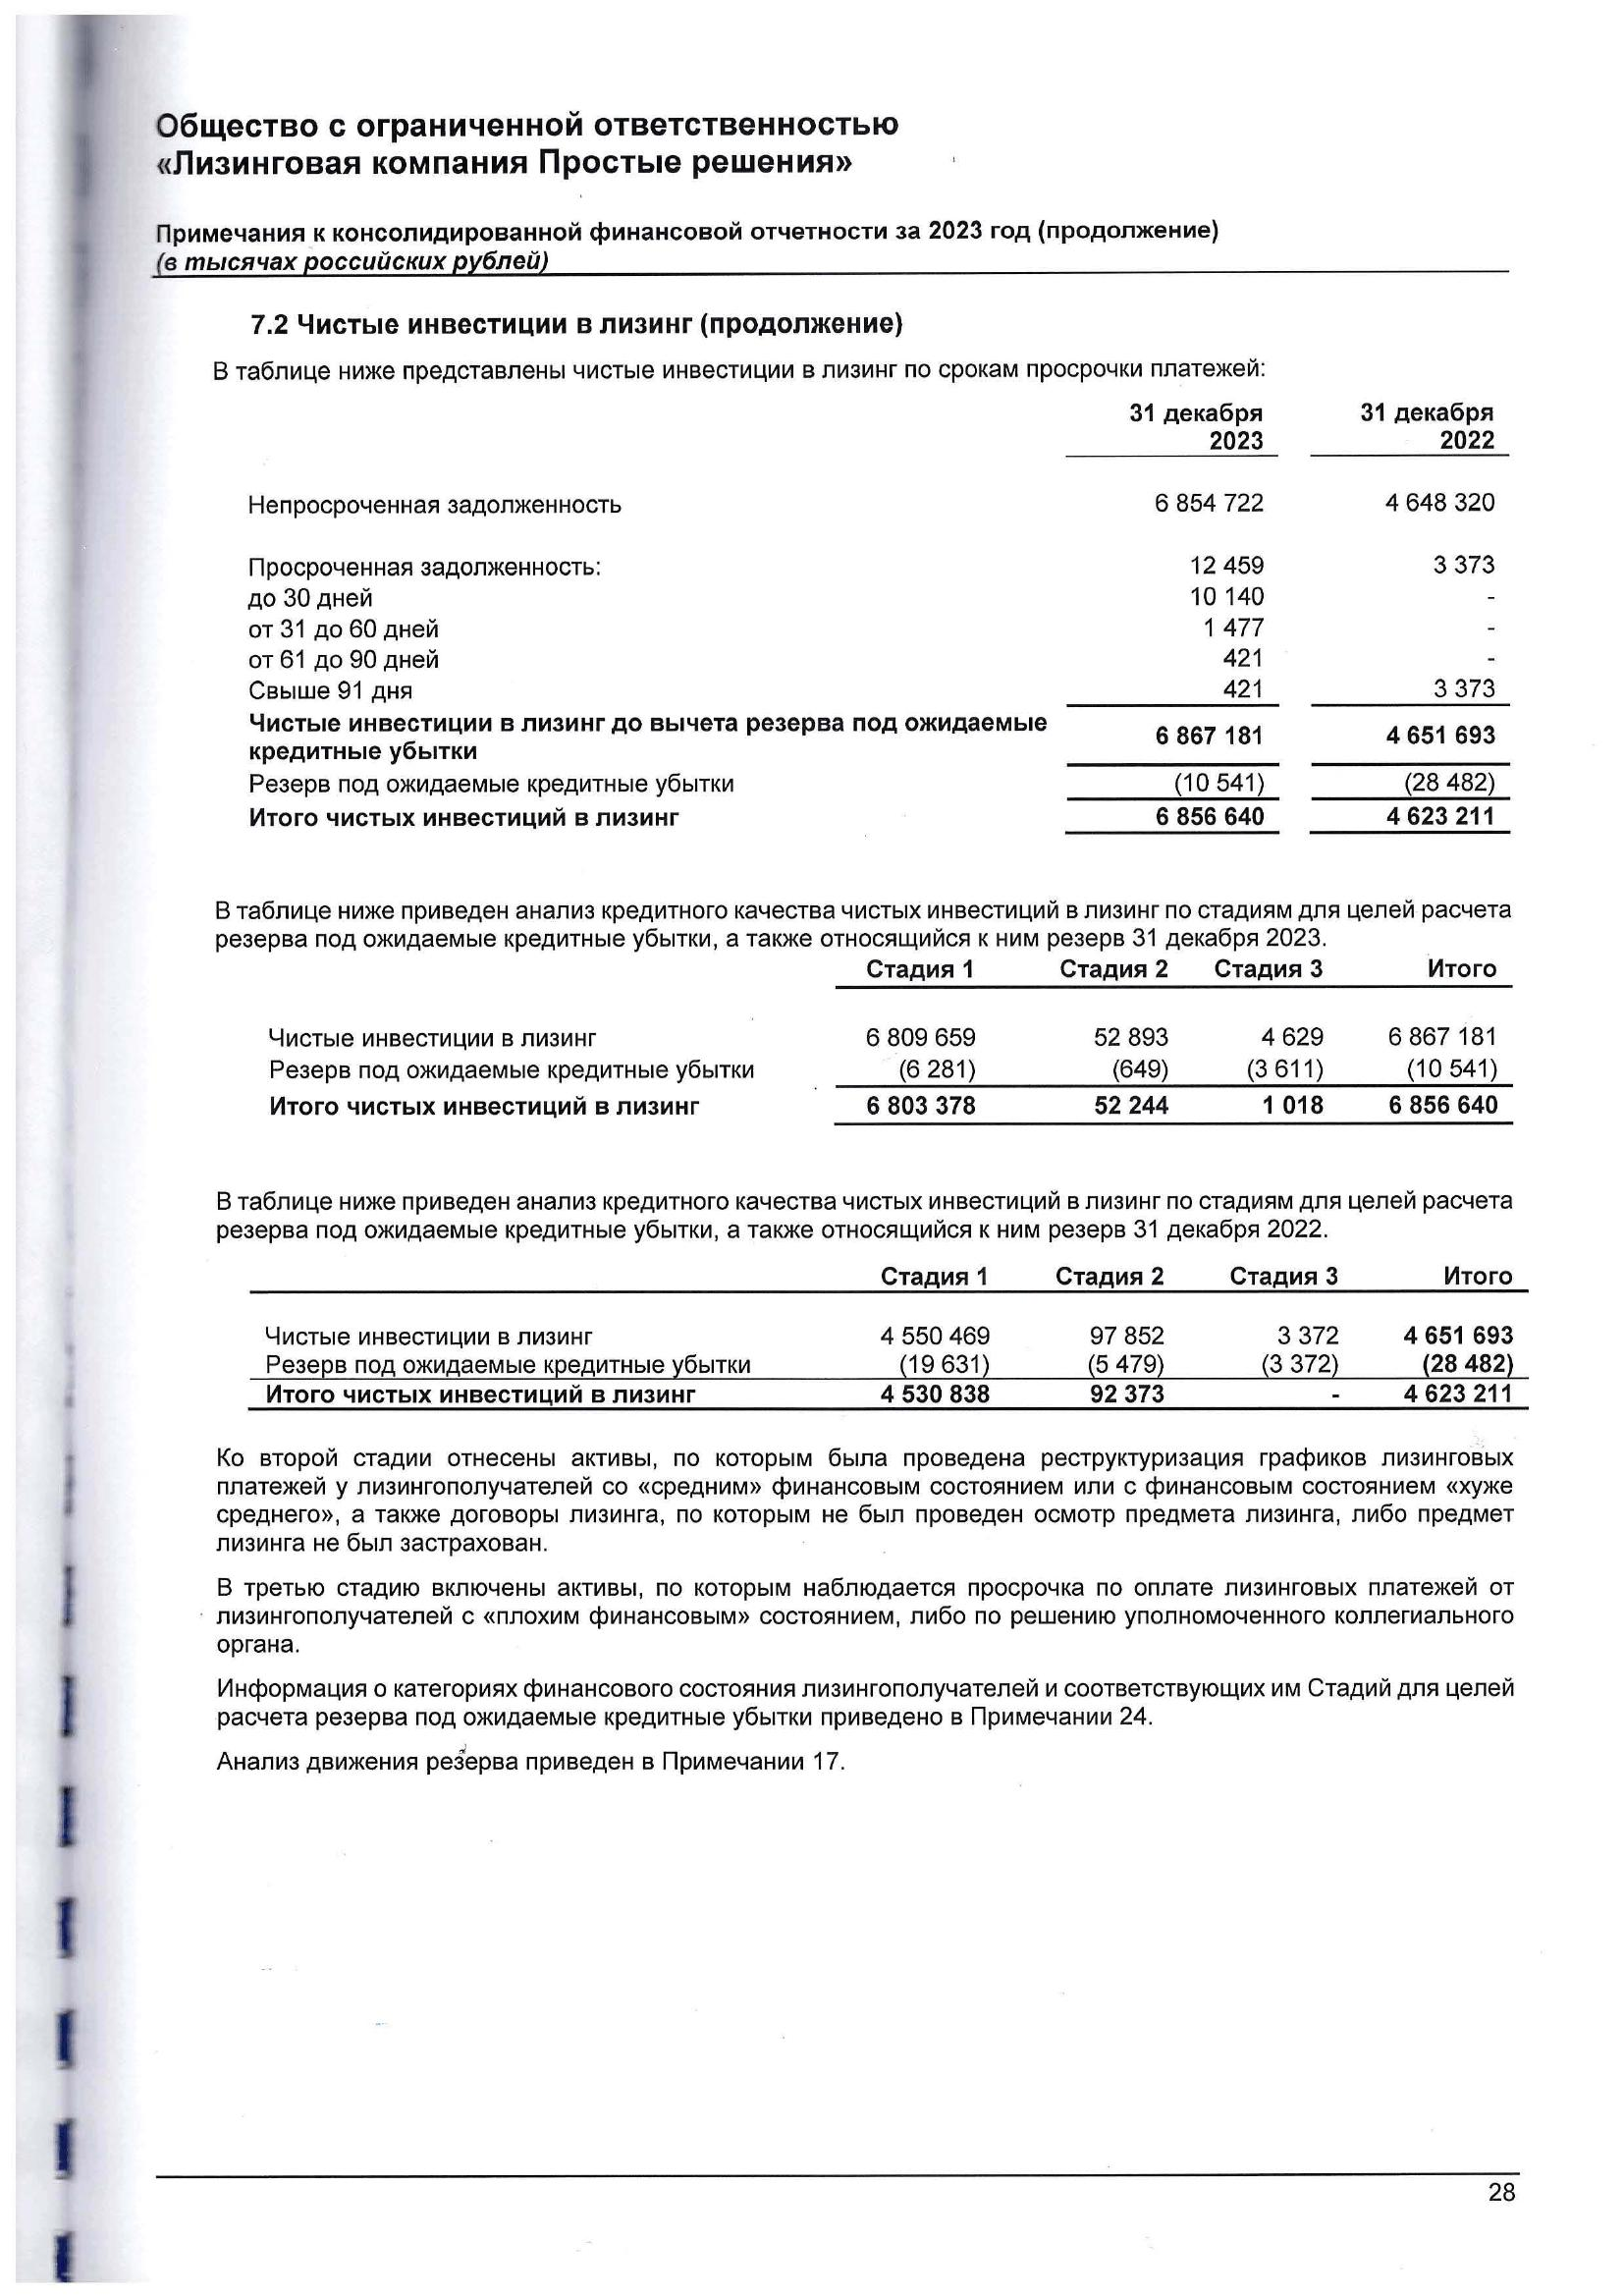 Общество с ограниченной ответственностью
«Лизинговая компания Простые решения»
Примечания к консолидированной финансовой отчетности за 2023 год (продолжение)
(в тысячах российских рублей)
7.2 Чистые инвестиции в лизинг (продолжение)
В таблице ниже представлены чистые инвестиции в лизинг по срокам просрочки платежей:
31 декабря 31 декабря
2023 2022
Непросроченная задолженность 6 854 722 4 648 320
Просроченная задолженность: 12 459 3 373
до 30 дней 10 140 -
от 31 до 60 дней 1 477 -
от 61 до 90 дней 421 -
Свыше 91 дня 421 3 373
Чистые инвестиции в лизинг до вычета резерва под ожидаемые
кредитные убытки 6 867 181 4 651 693
Резерв под ожидаемые кредитные убытки (10 541) (28 482)
Итого чистых инвестиций в лизинг 6 856 640 4 623 211
В таблице ниже приведен анализ кредитного качества чистых инвестиций в лизинг по стадиям для целей расчета
резерва под ожидаемые кредитные убытки, а также относящийся к ним резерв 31 декабря 2023.
Стадия 1 Стадия 2 Стадия 3 Итого
Чистые инвестиции в лизинг 6 809 659 52 893 4 629 6 867 181
Резерв под ожидаемые кредитные убытки (6 281) (649) (3 611) (10 541)
Итого чистых инвестиций в лизинг 6 803 378 52 244 1 018 6 856 640
В таблице ниже приведен анализ кредитного качества чистых инвестиций в лизинг по стадиям для целей расчета
резерва под ожидаемые кредитные убытки, а также относящийся к ним резерв 31 декабря 2022.
Стадия 1 Стадия 2 Стадия 3 Итого
Чистые инвестиции в лизинг 4 550 469 97 852 3 372 4 651 693
Резерв под ожидаемые кредитные убытки (19 631) (5 479) (3 372) (28 482)
Итого чистых инвестиций в лизинг 4 530 838 92 373 - 4 623 211
Ко второй стадии отнесены активы, по которым была проведена реструктуризация графиков лизинговых
платежей у лизингополучателей со «средним» финансовым состоянием или с финансовым состоянием «хуже
среднего», а также договоры лизинга, по которым не был проведен осмотр предмета лизинга, либо предмет
лизинга не был застрахован.
В третью стадию включены активы, по которым наблюдается просрочка по оплате лизинговых платежей от
лизингополучателей с «плохим финансовым» состоянием, либо по решению уполномоченного коллегиального
органа.
Информация о категориях финансового состояния лизингополучателей и соответствующих им Стадий для целей
расчета резерва под ожидаемые кредитные убытки приведено в Примечании 24.
Анализ движения резерва приведен в Примечании 17.
28